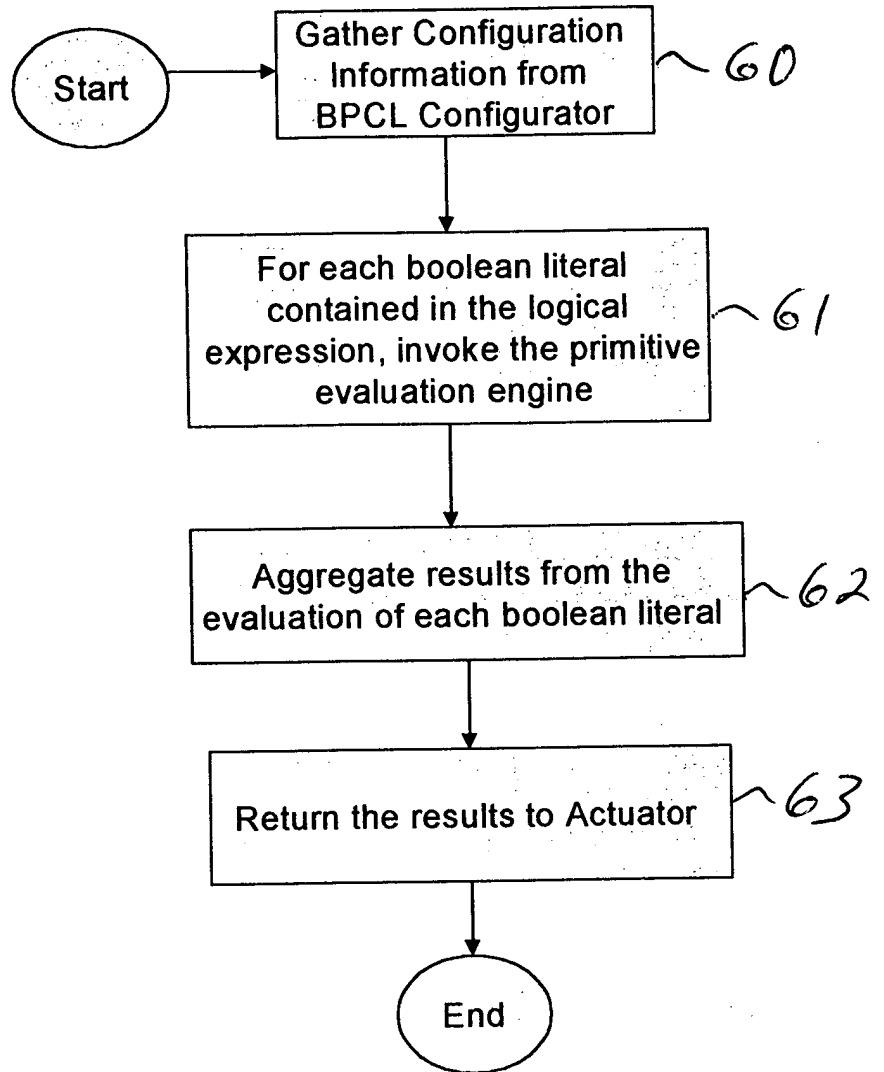 Start
Gather Configuration
Information from
BPCL Configurator
60
For each boolean literal
contained in the logical
expression, invoke the primitive
evaluation engine
61
Aggregate results from the
evaluation of each boolean literal
62
Return the results to Actuator
63
End